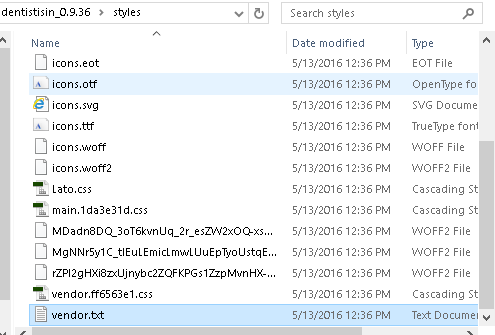 dentistisin_0.9.36 styles Search styles
Name Date modified Type
icons.eot 5/13/2016 12:36 PM EOT File
icons.otf 5/13/2016 12:36 PM OpenType fon
icons.svg 5/13/2016 12:36 PM SVG Docume
icons.ttf 5/13/2016 12:36 PM TrueType font
icons.woff 5/13/2016 12:36 PM WOFF File
icons.woff2 5/13/2016 12:36 PM WOFF2 File
Lato.css 5/13/2016 12:36 PM Cascading St
main.1da3e31d.css 5/13/2016 12:36 PM Cascading St
MDadn8DQ_3oT6kvnUq_2r_esZW2xOQ-xs... 5/13/2016 12:36 PM WOFF2 File
MgNNr5y1C_tIEuLEmicLmwLUuEpTyoUstqE... 5/13/2016 12:36 PM WOFF2 File
rZPI2gHXi8zxUjnybc2ZQFKPGs1ZzpMvnHX-... 5/13/2016 12:36 PM WOFF2 File
vendor.ff6563e1.css 5/13/2016 12:36 PM Cascading St
vendor.txt 5/13/2016 12:36 PM Text Docume